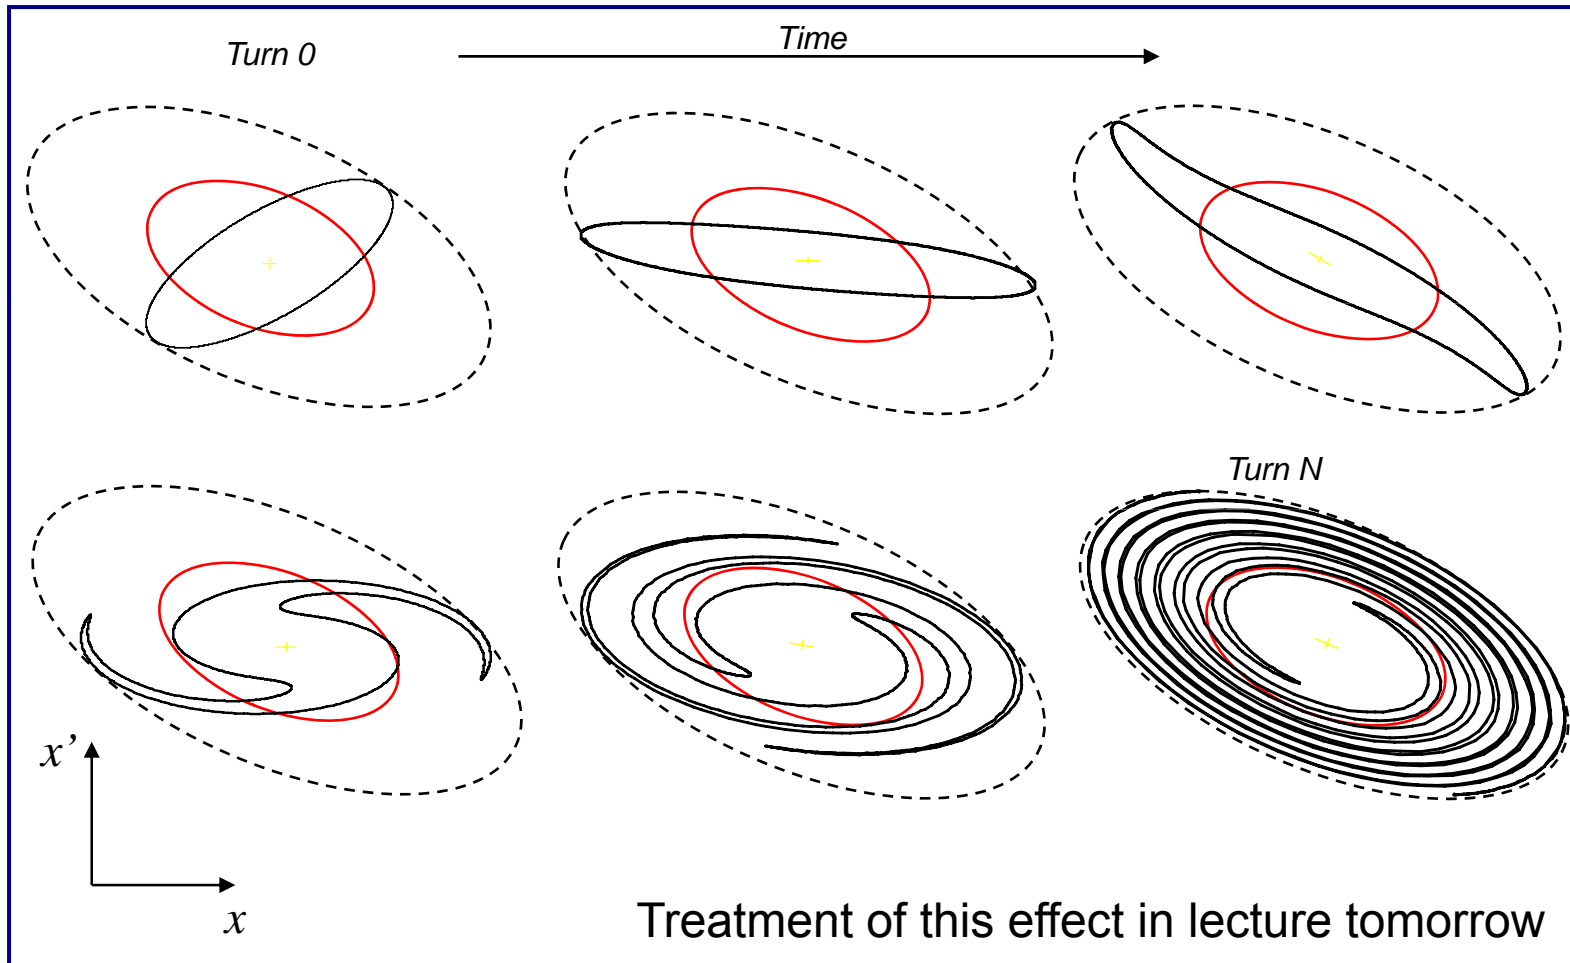 Turn 0
Time
Turn N
x’
x
Treatment of this effect in lecture tomorrow